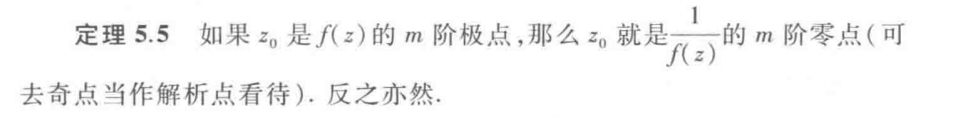 定理 5.5 如果 z₀ 是 f(z)的 m 阶极点,那么 z₀ 就是 1/f(z) 的 m 阶零点(可
去奇点当作解析点看待). 反之亦然.